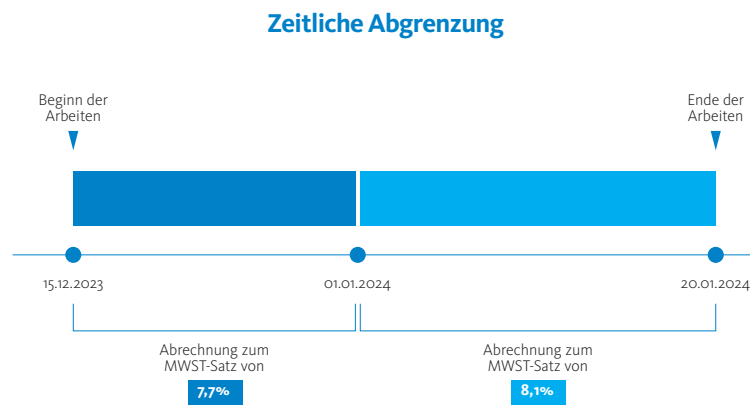 Zeitliche Abgrenzung
Beginn der
Arbeiten
Ende der
Arbeiten
15.12.2023
01.01.2024
20.01.2024
Abrechnung zum
MWST-Satz von
7,7%
Abrechnung zum
MWST-Satz von
8,1%